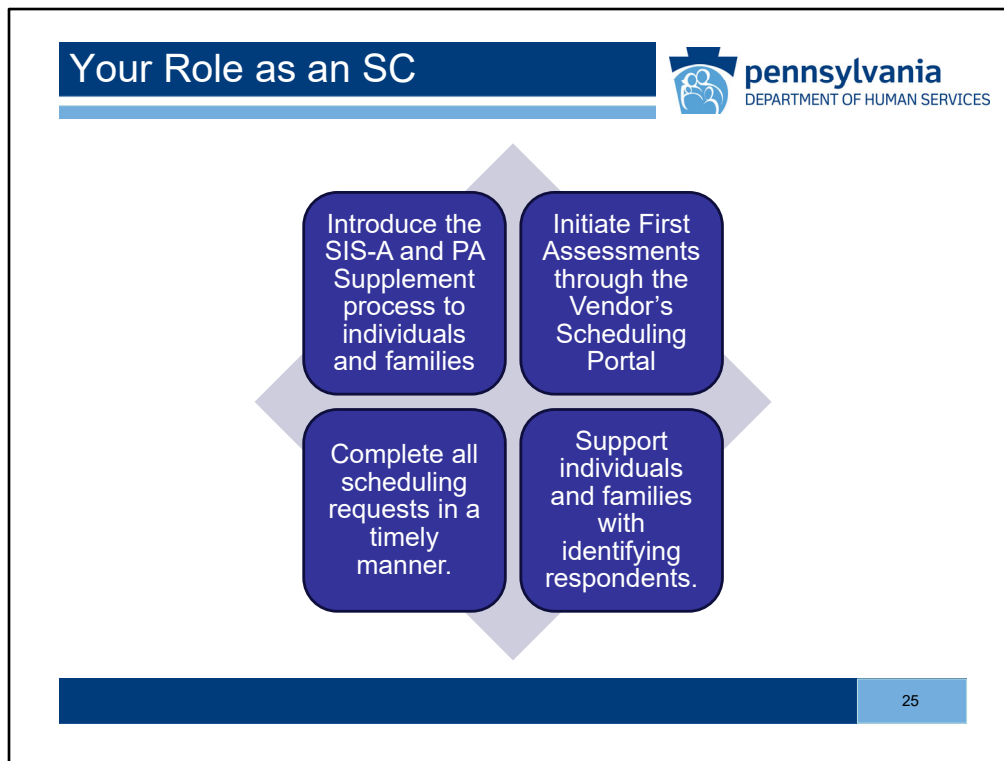 Your Role as an SC
pennsylvania
DEPARTMENT OF HUMAN SERVICES
Introduce the
SIS-A and PA
Supplement
process to
individuals
and families
Initiate First
Assessments
through the
Vendor's
Scheduling
Portal
Complete all
scheduling
requests in a
timely
manner.
Support
individuals
and families
with
identifying
respondents.
25